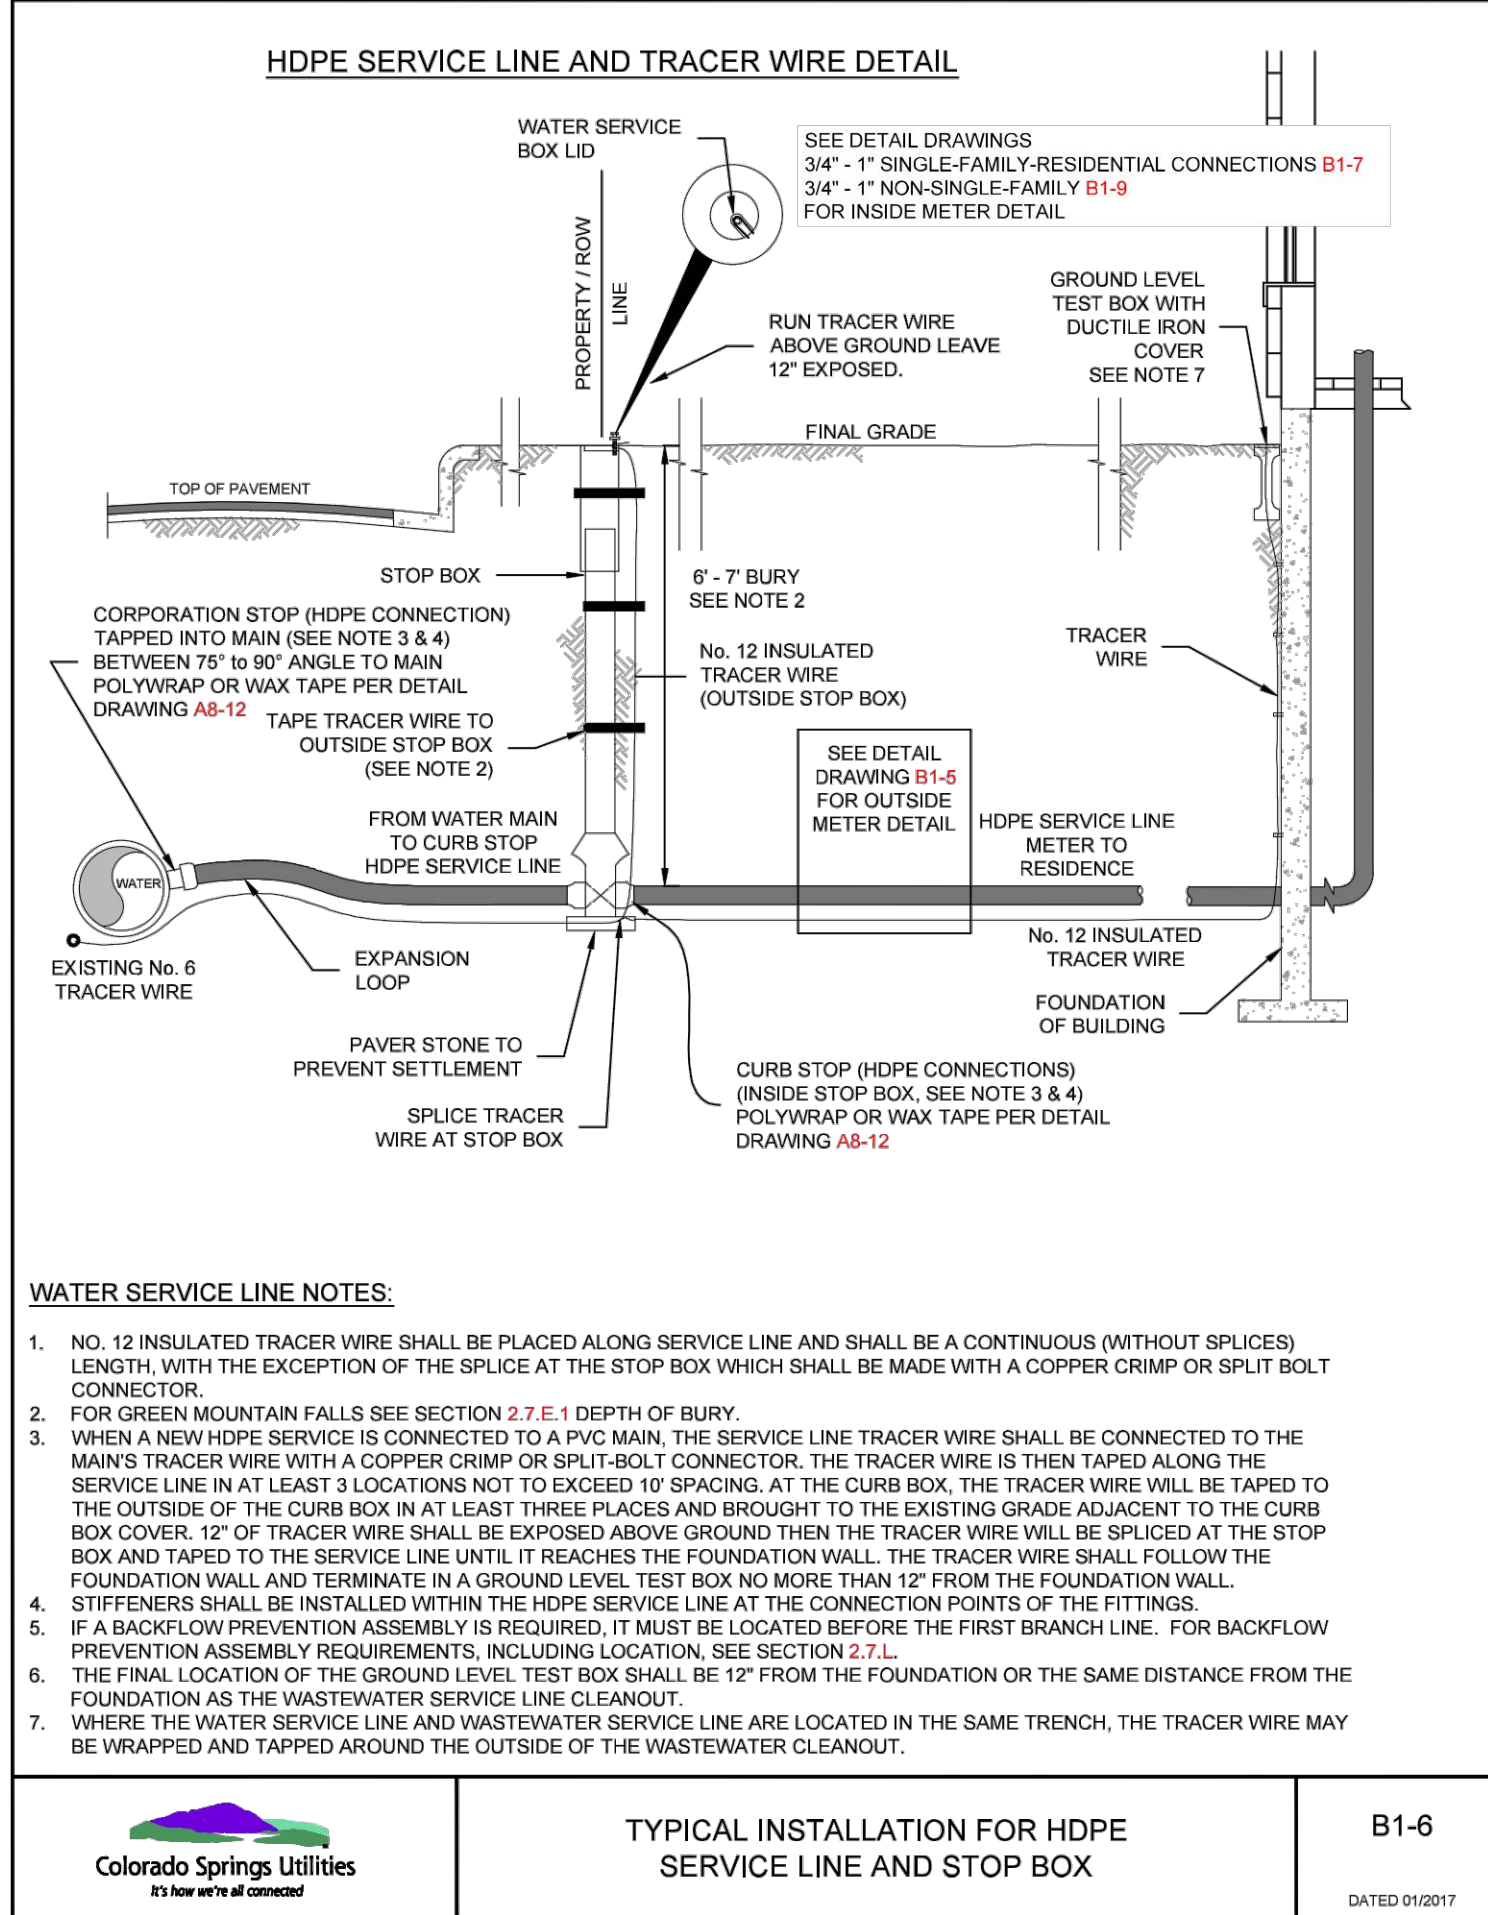 HDPE SERVICE LINE AND TRACER WIRE DETAIL
WATER SERVICE
BOX LID
SEE DETAIL DRAWINGS
3/4" - 1" SINGLE-FAMILY-RESIDENTIAL CONNECTIONS B1-7
3/4" - 1" NON-SINGLE-FAMILY B1-9
FOR INSIDE METER DETAIL
PROPERTY / ROW
LINE
RUN TRACER WIRE
ABOVE GROUND LEAVE
12" EXPOSED.
GROUND LEVEL
TEST BOX WITH
DUCTILE IRON
COVER
SEE NOTE 7
FINAL GRADE
TOP OF PAVEMENT
STOP BOX
6' - 7' BURY
SEE NOTE 2
CORPORATION STOP (HDPE CONNECTION)
TAPPED INTO MAIN (SEE NOTE 3 & 4)
BETWEEN 75° to 90° ANGLE TO MAIN
POLYWRAP OR WAX TAPE PER DETAIL
DRAWING A8-12
TAPE TRACER WIRE TO
OUTSIDE STOP BOX
(SEE NOTE 2)
No. 12 INSULATED
TRACER WIRE
(OUTSIDE STOP BOX)
TRACER
WIRE
SEE DETAIL
DRAWING B1-5
FOR OUTSIDE
METER DETAIL
FROM WATER MAIN
TO CURB STOP
HDPE SERVICE LINE
HDPE SERVICE LINE
METER TO
RESIDENCE
WATER
EXISTING No. 6
TRACER WIRE
EXPANSION
LOOP
No. 12 INSULATED
TRACER WIRE
FOUNDATION
OF BUILDING
PAVER STONE TO
PREVENT SETTLEMENT
SPLICE TRACER
WIRE AT STOP BOX
CURB STOP (HDPE CONNECTIONS)
(INSIDE STOP BOX, SEE NOTE 3 & 4)
POLYWRAP OR WAX TAPE PER DETAIL
DRAWING A8-12
WATER SERVICE LINE NOTES:
1. NO. 12 INSULATED TRACER WIRE SHALL BE PLACED ALONG SERVICE LINE AND SHALL BE A CONTINUOUS (WITHOUT SPLICES)
LENGTH, WITH THE EXCEPTION OF THE SPLICE AT THE STOP BOX WHICH SHALL BE MADE WITH A COPPER CRIMP OR SPLIT BOLT
CONNECTOR.
2. FOR GREEN MOUNTAIN FALLS SEE SECTION 2.7.E.1 DEPTH OF BURY.
3. WHEN A NEW HDPE SERVICE IS CONNECTED TO A PVC MAIN, THE SERVICE LINE TRACER WIRE SHALL BE CONNECTED TO THE
MAIN'S TRACER WIRE WITH A COPPER CRIMP OR SPLIT-BOLT CONNECTOR. THE TRACER WIRE IS THEN TAPED ALONG THE
SERVICE LINE IN AT LEAST 3 LOCATIONS NOT TO EXCEED 10' SPACING. AT THE CURB BOX, THE TRACER WIRE WILL BE TAPED TO
THE OUTSIDE OF THE CURB BOX IN AT LEAST THREE PLACES AND BROUGHT TO THE EXISTING GRADE ADJACENT TO THE CURB
BOX COVER. 12" OF TRACER WIRE SHALL BE EXPOSED ABOVE GROUND THEN THE TRACER WIRE WILL BE SPLICED AT THE STOP
BOX AND TAPED TO THE SERVICE LINE UNTIL IT REACHES THE FOUNDATION WALL. THE TRACER WIRE SHALL FOLLOW THE
FOUNDATION WALL AND TERMINATE IN A GROUND LEVEL TEST BOX NO MORE THAN 12" FROM THE FOUNDATION WALL.
4. STIFFENERS SHALL BE INSTALLED WITHIN THE HDPE SERVICE LINE AT THE CONNECTION POINTS OF THE FITTINGS.
5. IF A BACKFLOW PREVENTION ASSEMBLY IS REQUIRED, IT MUST BE LOCATED BEFORE THE FIRST BRANCH LINE. FOR BACKFLOW
PREVENTION ASSEMBLY REQUIREMENTS, INCLUDING LOCATION, SEE SECTION 2.7.L.
6. THE FINAL LOCATION OF THE GROUND LEVEL TEST BOX SHALL BE 12" FROM THE FOUNDATION OR THE SAME DISTANCE FROM THE
FOUNDATION AS THE WASTEWATER SERVICE LINE CLEANOUT.
7. WHERE THE WATER SERVICE LINE AND WASTEWATER SERVICE LINE ARE LOCATED IN THE SAME TRENCH, THE TRACER WIRE MAY
BE WRAPPED AND TAPPED AROUND THE OUTSIDE OF THE WASTEWATER CLEANOUT.
Colorado Springs Utilities
It's how we're all connected
TYPICAL INSTALLATION FOR HDPE
SERVICE LINE AND STOP BOX
B1-6
DATED 01/2017